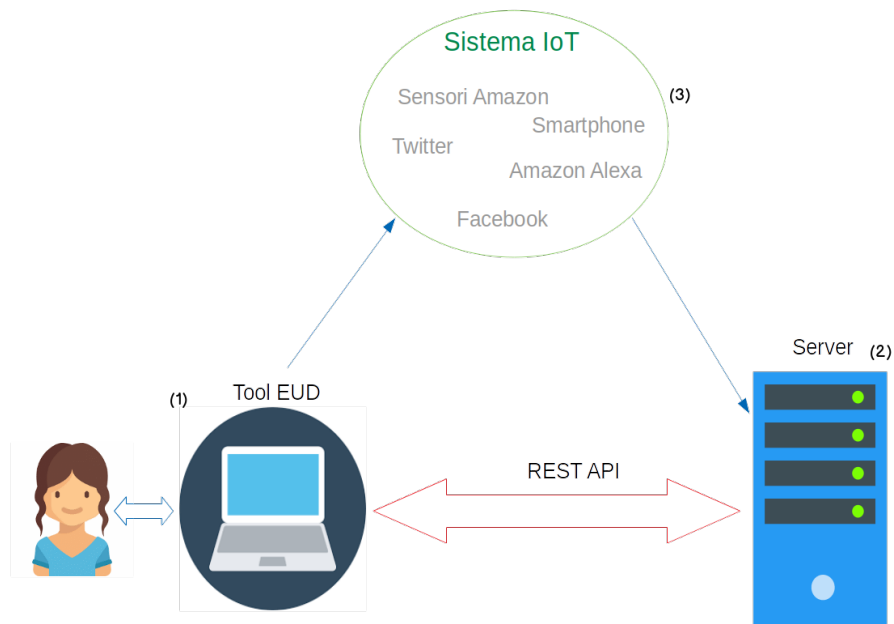 Sistema IoT
(3)
Sensori Amazon
Smartphone
Twitter
Amazon Alexa
Facebook
Server (2)
(1) Tool EUD
REST API